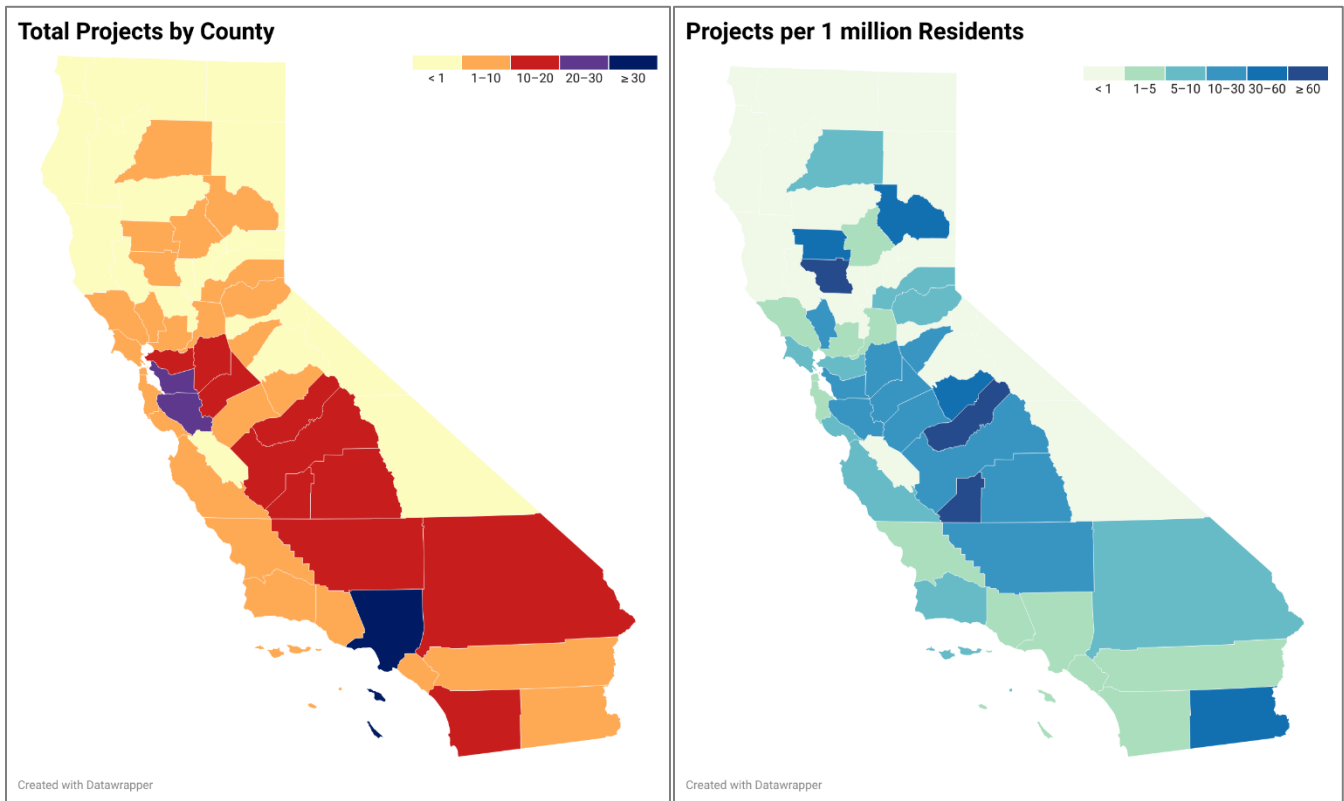 Total Projects by County
< 1 1–10 10–20 20–30 ≥ 30
Created with Datawrapper
Projects per 1 million Residents
< 1 1–5 5–10 10–30 30–60 ≥ 60
Created with Datawrapper